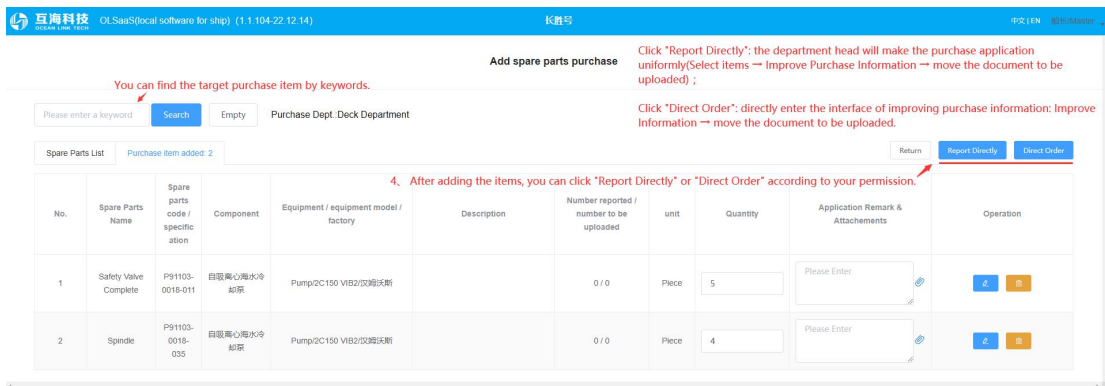 互海科技
OCEAN LINK TECH
OLSaaS(local software for ship) (1.1.104-22.12.14)
长胜号
中文 | EN
船长/Master
Add spare parts purchase
Click "Report Directly": the department head will make the purchase application
uniformly(Select items → Improve Purchase Information → move the document to be
uploaded) ;
You can find the target purchase item by keywords.
Click "Direct Order": directly enter the interface of improving purchase information: Improve
Information → move the document to be uploaded.
Please enter a keyword
Search
Empty
Purchase Dept.:Deck Department
Spare Parts List
Purchase item added: 2
Return
Report Directly
Direct Order
4、 After adding the items, you can click "Report Directly" or "Direct Order" according to your permission.
No.
Spare Parts
Name
Spare
parts
code /
specific
ation
Component
Equipment / equipment model /
factory
Description
Number reported /
number to be
uploaded
unit
Quantity
Application Remark &
Attachements
Operation
1
Safety Valve
Complete
P91103-
0018-011
自吸离心海水冷
却泵
Pump/2C150 VIB2/汉姆沃斯
0 / 0
Piece
5
Please Enter
2
Spindle
P91103-
0018-
035
自吸离心海水冷
却泵
Pump/2C150 VIB2/汉姆沃斯
0 / 0
Piece
4
Please Enter